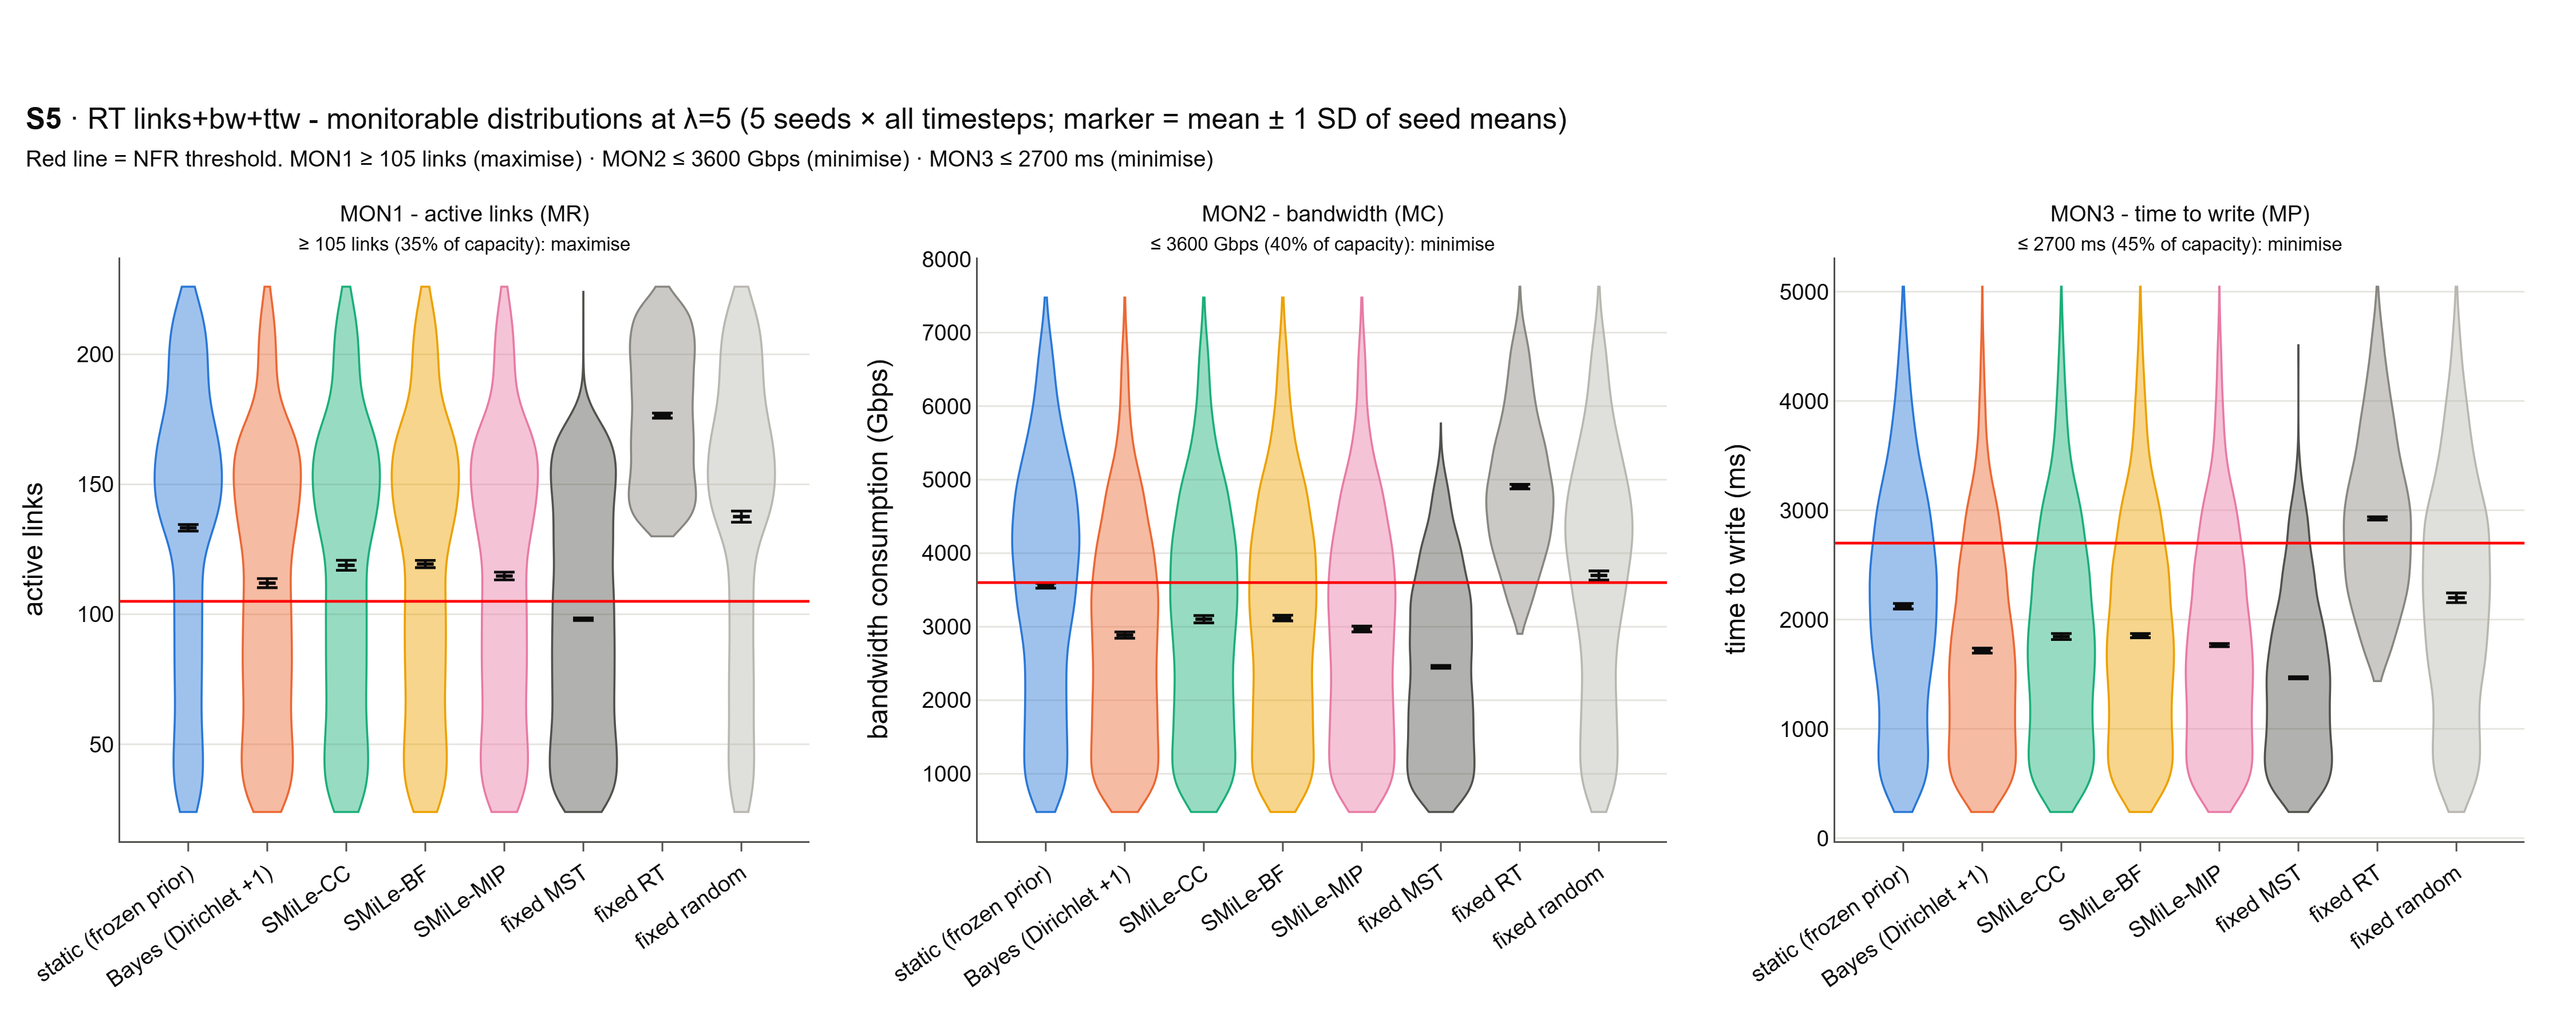 S5 · RT links+bw+ttw - monitorable distributions at λ=5 (5 seeds × all timesteps; marker = mean ± 1 SD of seed means)
Red line = NFR threshold. MON1 ≥ 105 links (maximise) · MON2 ≤ 3600 Gbps (minimise) · MON3 ≤ 2700 ms (minimise)
MON1 - active links (MR)
≥ 105 links (35% of capacity): maximise
active links
200
150
100
50
static (frozen prior)
Bayes (Dirichlet +1)
SMiLe-CC
SMiLe-BF
SMiLe-MIP
fixed MST
fixed RT
fixed random
MON2 - bandwidth (MC)
≤ 3600 Gbps (40% of capacity): minimise
bandwidth consumption (Gbps)
8000
7000
6000
5000
4000
3000
2000
1000
static (frozen prior)
Bayes (Dirichlet +1)
SMiLe-CC
SMiLe-BF
SMiLe-MIP
fixed MST
fixed RT
fixed random
MON3 - time to write (MP)
≤ 2700 ms (45% of capacity): minimise
time to write (ms)
5000
4000
3000
2000
1000
0
static (frozen prior)
Bayes (Dirichlet +1)
SMiLe-CC
SMiLe-BF
SMiLe-MIP
fixed MST
fixed RT
fixed random